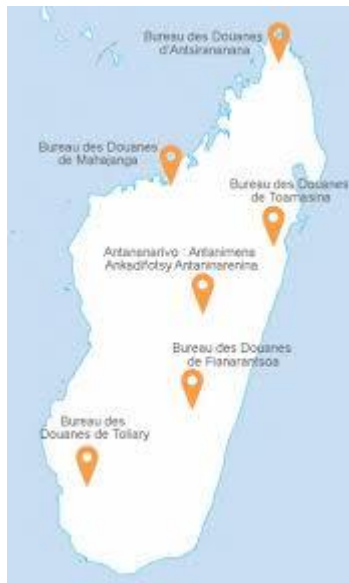 Bureau des Douanes
d'Antsirananana
Bureau des Douanes
de Mahajanga
Bureau des Douanes
de Toamasina
Antananarivo : Antanimena
Ankadifotsy Antaninarenina
Bureau des Douanes
de Fianarantsoa
Bureau des
Douanes de Toliary